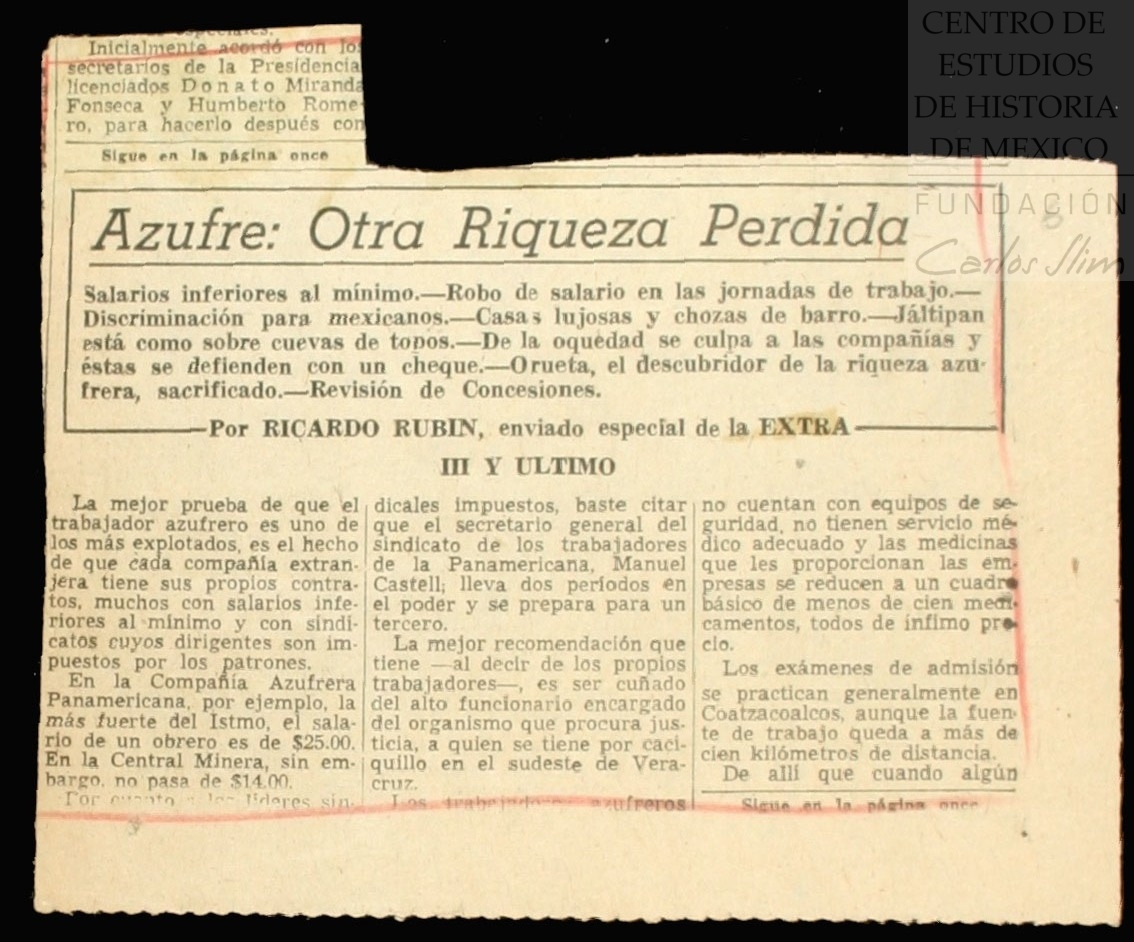 especiales.
Inicialmente acordó con los
secretarios de la Presidencia
licenciados Donato Miranda
Fonseca y Humberto Rome-
ro, para hacerlo después con
Sigue en la página once
Azufre: Otra Riqueza Perdida
Salarios inferiores al mínimo.—Robo de salario en las jornadas de trabajo.—
Discriminación para mexicanos.—Casas lujosas y chozas de barro.—Jáltipan
está como sobre cuevas de topos.—De la oquedad se culpa a las compañías y
éstas se defienden con un cheque.—Orueta, el descubridor de la riqueza azu-
frera, sacrificado.—Revisión de Concesiones.
Por RICARDO RUBIN, enviado especial de la EXTRA
III Y ULTIMO
La mejor prueba de que el
trabajador azufrero es uno de
los más explotados, es el hecho
de que cada compañía extran-
jera tiene sus propios contra-
tos, muchos con salarios infe-
riores al mínimo y con sindi-
catos cuyos dirigentes son im-
puestos por los patrones.
En la Compañía Azufrera
Panamericana, por ejemplo, la
más fuerte del Istmo, el sala-
rio de un obrero es de $25.00.
En la Central Minera, sin em-
bargo, no pasa de $14.00.
Por cuanto a los líderes sin-
dicales impuestos, baste citar
que el secretario general del
sindicato de los trabajadores
de la Panamericana, Manuel
Castell; lleva dos períodos en
el poder y se prepara para un
tercero.
La mejor recomendación que
tiene —al decir de los propios
trabajadores—, es ser cuñado
del alto funcionario encargado
del organismo que procura jus-
ticia, a quien se tiene por caci-
quillo en el sudeste de Vera-
cruz.
Los trabajadores azufreros
no cuentan con equipos de se-
guridad, no tienen servicio mé-
dico adecuado y las medicinas
que les proporcionan las em-
presas se reducen a un cuadro
básico de menos de cien medi-
camentos, todos de ínfimo pre-
cio.
Los exámenes de admisión
se practican generalmente en
Coatzacoalcos, aunque la fuen-
te de trabajo queda a más de
cien kilómetros de distancia.
De allí que cuando algún
Sigue en la página once
CENTRO DE
ESTUDIOS
DE HISTORIA
DE MEXICO
FUNDACIÓN
Carlos Slim